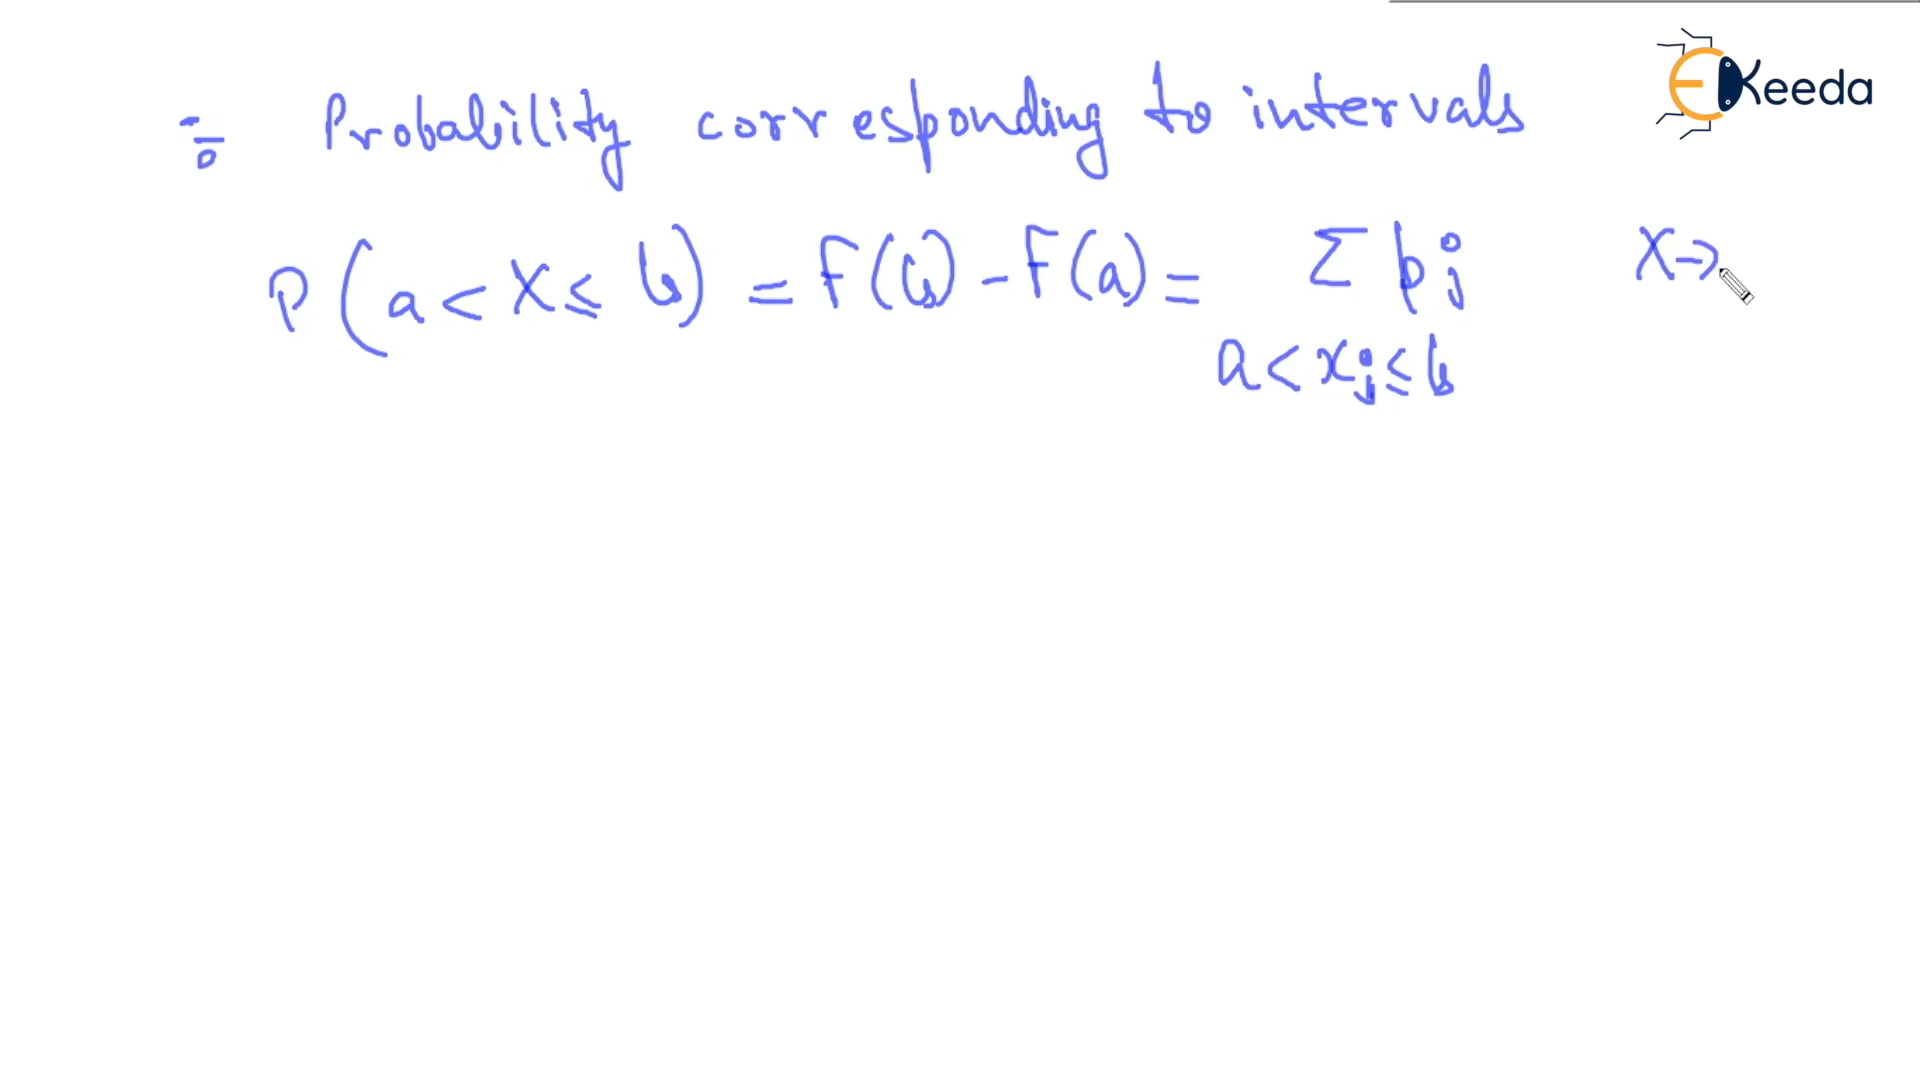 EKeeda
÷ Probability corresponding to intervals
P(a < X ≤ b) = F(b) - F(a) = Σ pj X→
a < xj ≤ b